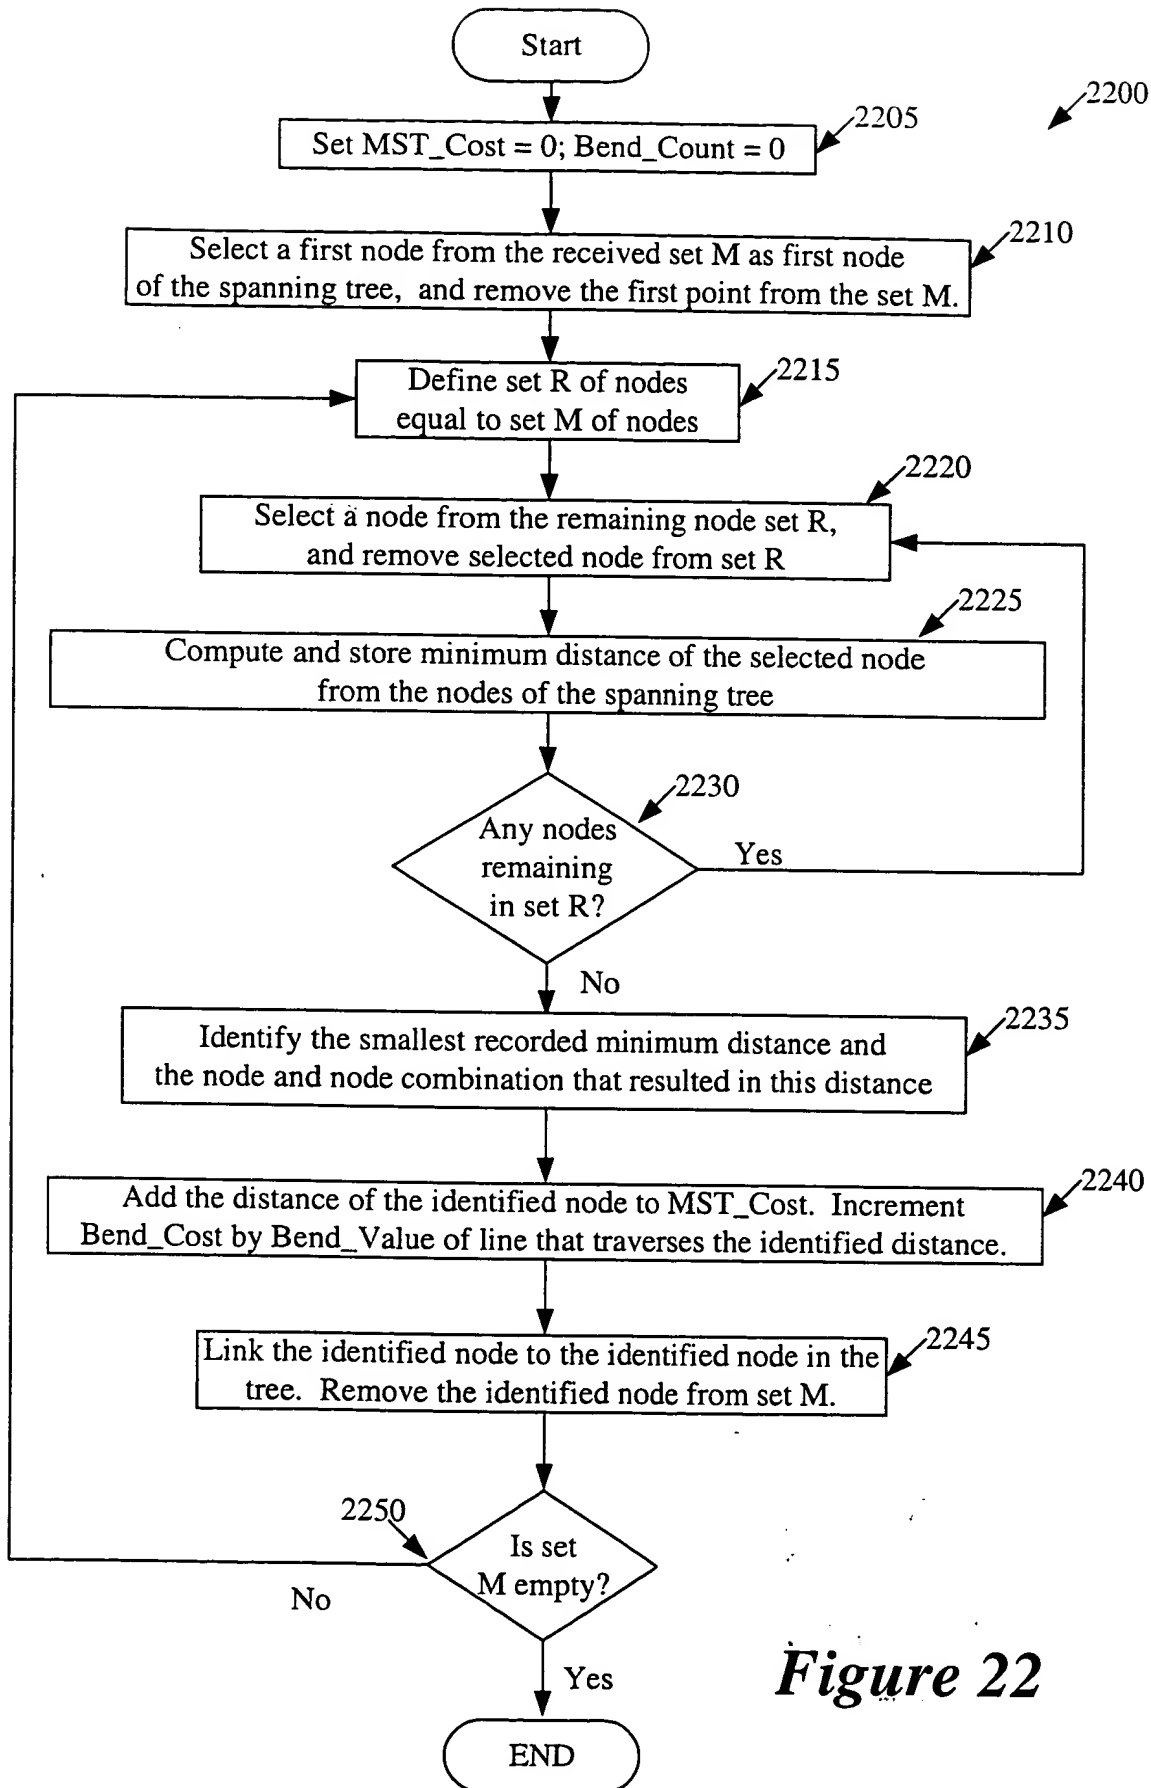 Start
2200
2205
Set MST_Cost = 0; Bend_Count = 0
2210
Select a first node from the received set M as first node
of the spanning tree, and remove the first point from the set M.
2215
Define set R of nodes
equal to set M of nodes
2220
Select a node from the remaining node set R,
and remove selected node from set R
2225
Compute and store minimum distance of the selected node
from the nodes of the spanning tree
2230
Any nodes
remaining
in set R?
Yes
No
2235
Identify the smallest recorded minimum distance and
the node and node combination that resulted in this distance
2240
Add the distance of the identified node to MST_Cost. Increment
Bend_Cost by Bend_Value of line that traverses the identified distance.
2245
Link the identified node to the identified node in the
tree. Remove the identified node from set M.
2250
Is set
M empty?
No
Yes
END
Figure 22